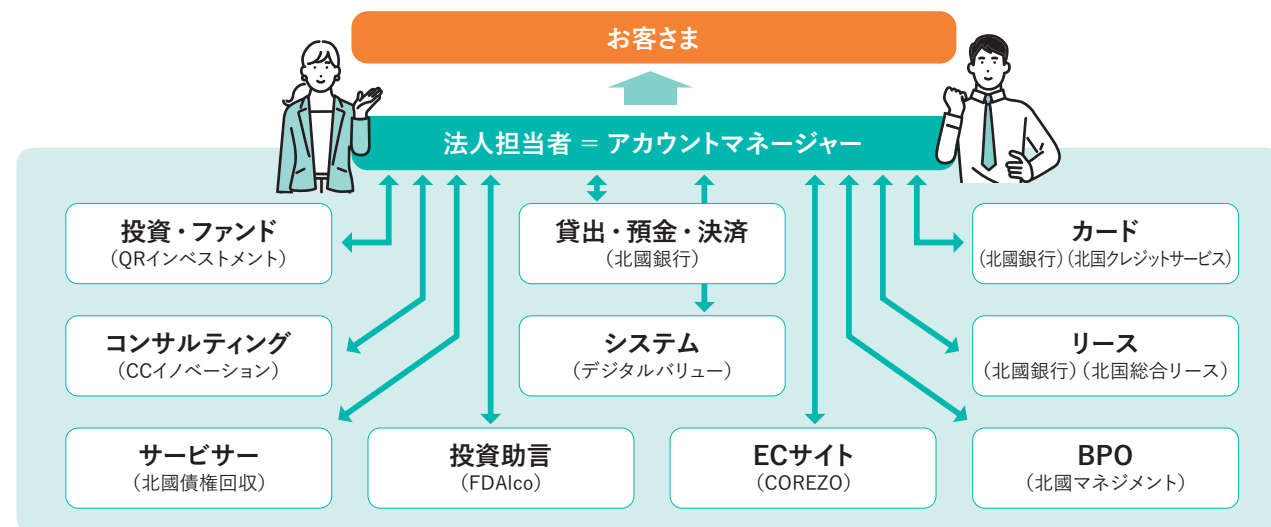 お客さま
法人担当者 = アカウントマネージャー
投資・ファンド
(QRインベストメント)
貸出・預金・決済
(北國銀行)
カード
(北國銀行)(北国クレジットサービス)
コンサルティング
(CCイノベーション)
システム
(デジタルバリュー)
リース
(北國銀行)(北国総合リース)
サービサー
(北國債権回収)
投資助言
(FDAlco)
ECサイト
(COREZO)
BPO
(北國マネジメント)